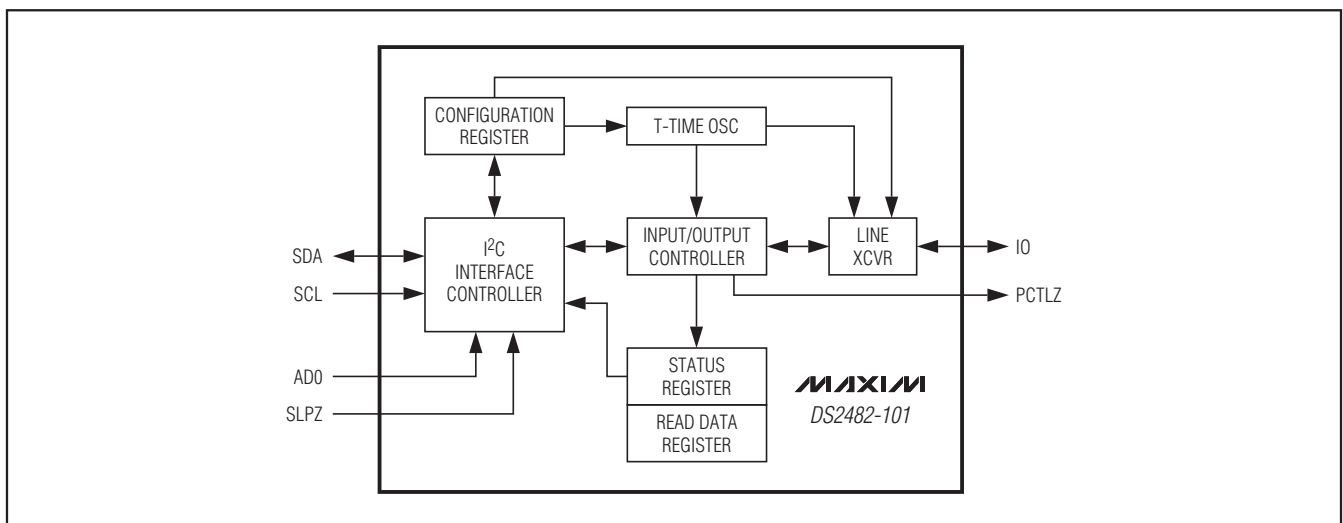 CONFIGURATION
REGISTER
T-TIME OSC
SDA
SCL
AD0
SLPZ
I²C
INTERFACE
CONTROLLER
INPUT/OUTPUT
CONTROLLER
LINE
XCVR
IO
PCTLZ
STATUS
REGISTER
READ DATA
REGISTER
MAXIM
DS2482-101